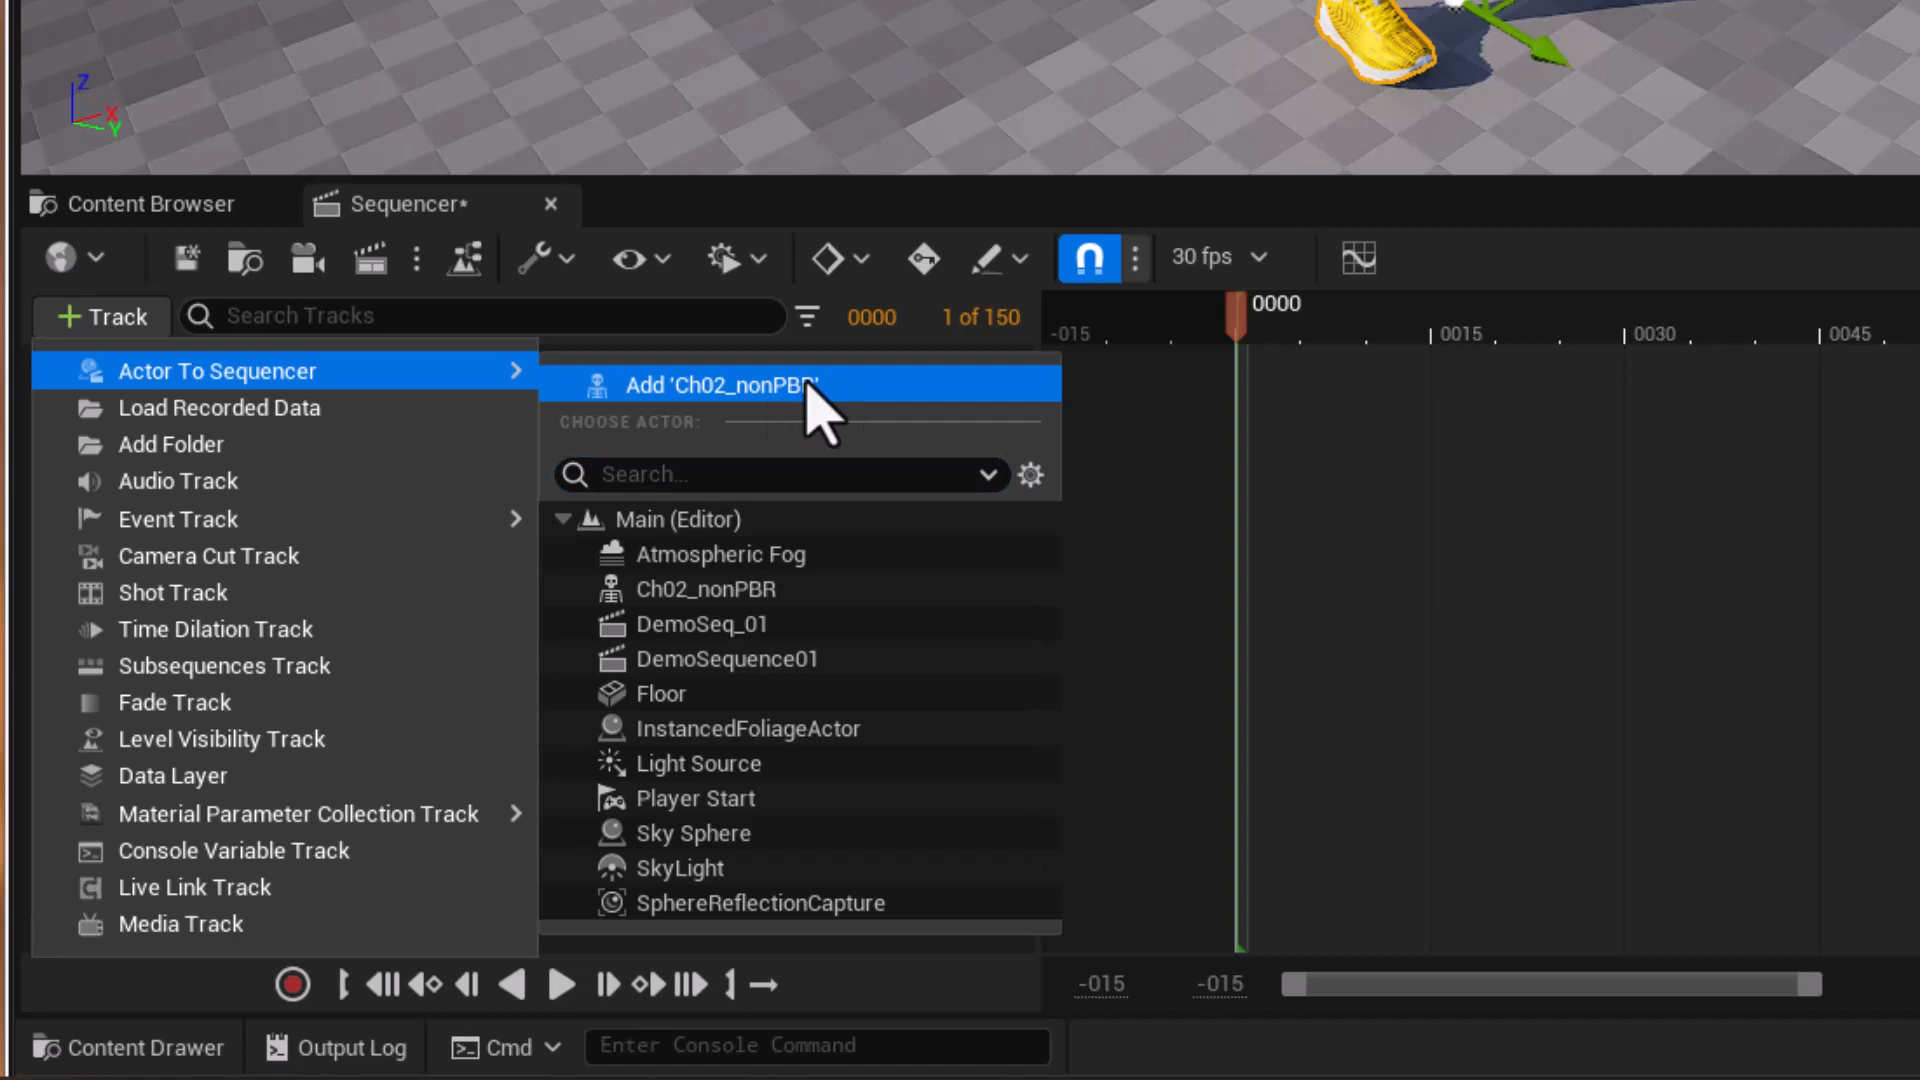 Z
X
Y
Content Browser
Sequencer*
30 fps
Track
Search Tracks
0000
1 of 150
0000
-015
0015
0030
0045
Actor To Sequencer
Load Recorded Data
Add Folder
Audio Track
Event Track
Camera Cut Track
Shot Track
Time Dilation Track
Subsequences Track
Fade Track
Level Visibility Track
Data Layer
Material Parameter Collection Track
Console Variable Track
Live Link Track
Media Track
Add 'Ch02_nonPBR'
CHOOSE ACTOR:
Search...
Main (Editor)
Atmospheric Fog
Ch02_nonPBR
DemoSeq_01
DemoSequence01
Floor
InstancedFoliageActor
Light Source
Player Start
Sky Sphere
SkyLight
SphereReflectionCapture
-015
-015
Content Drawer
Output Log
Cmd
Enter Console Command